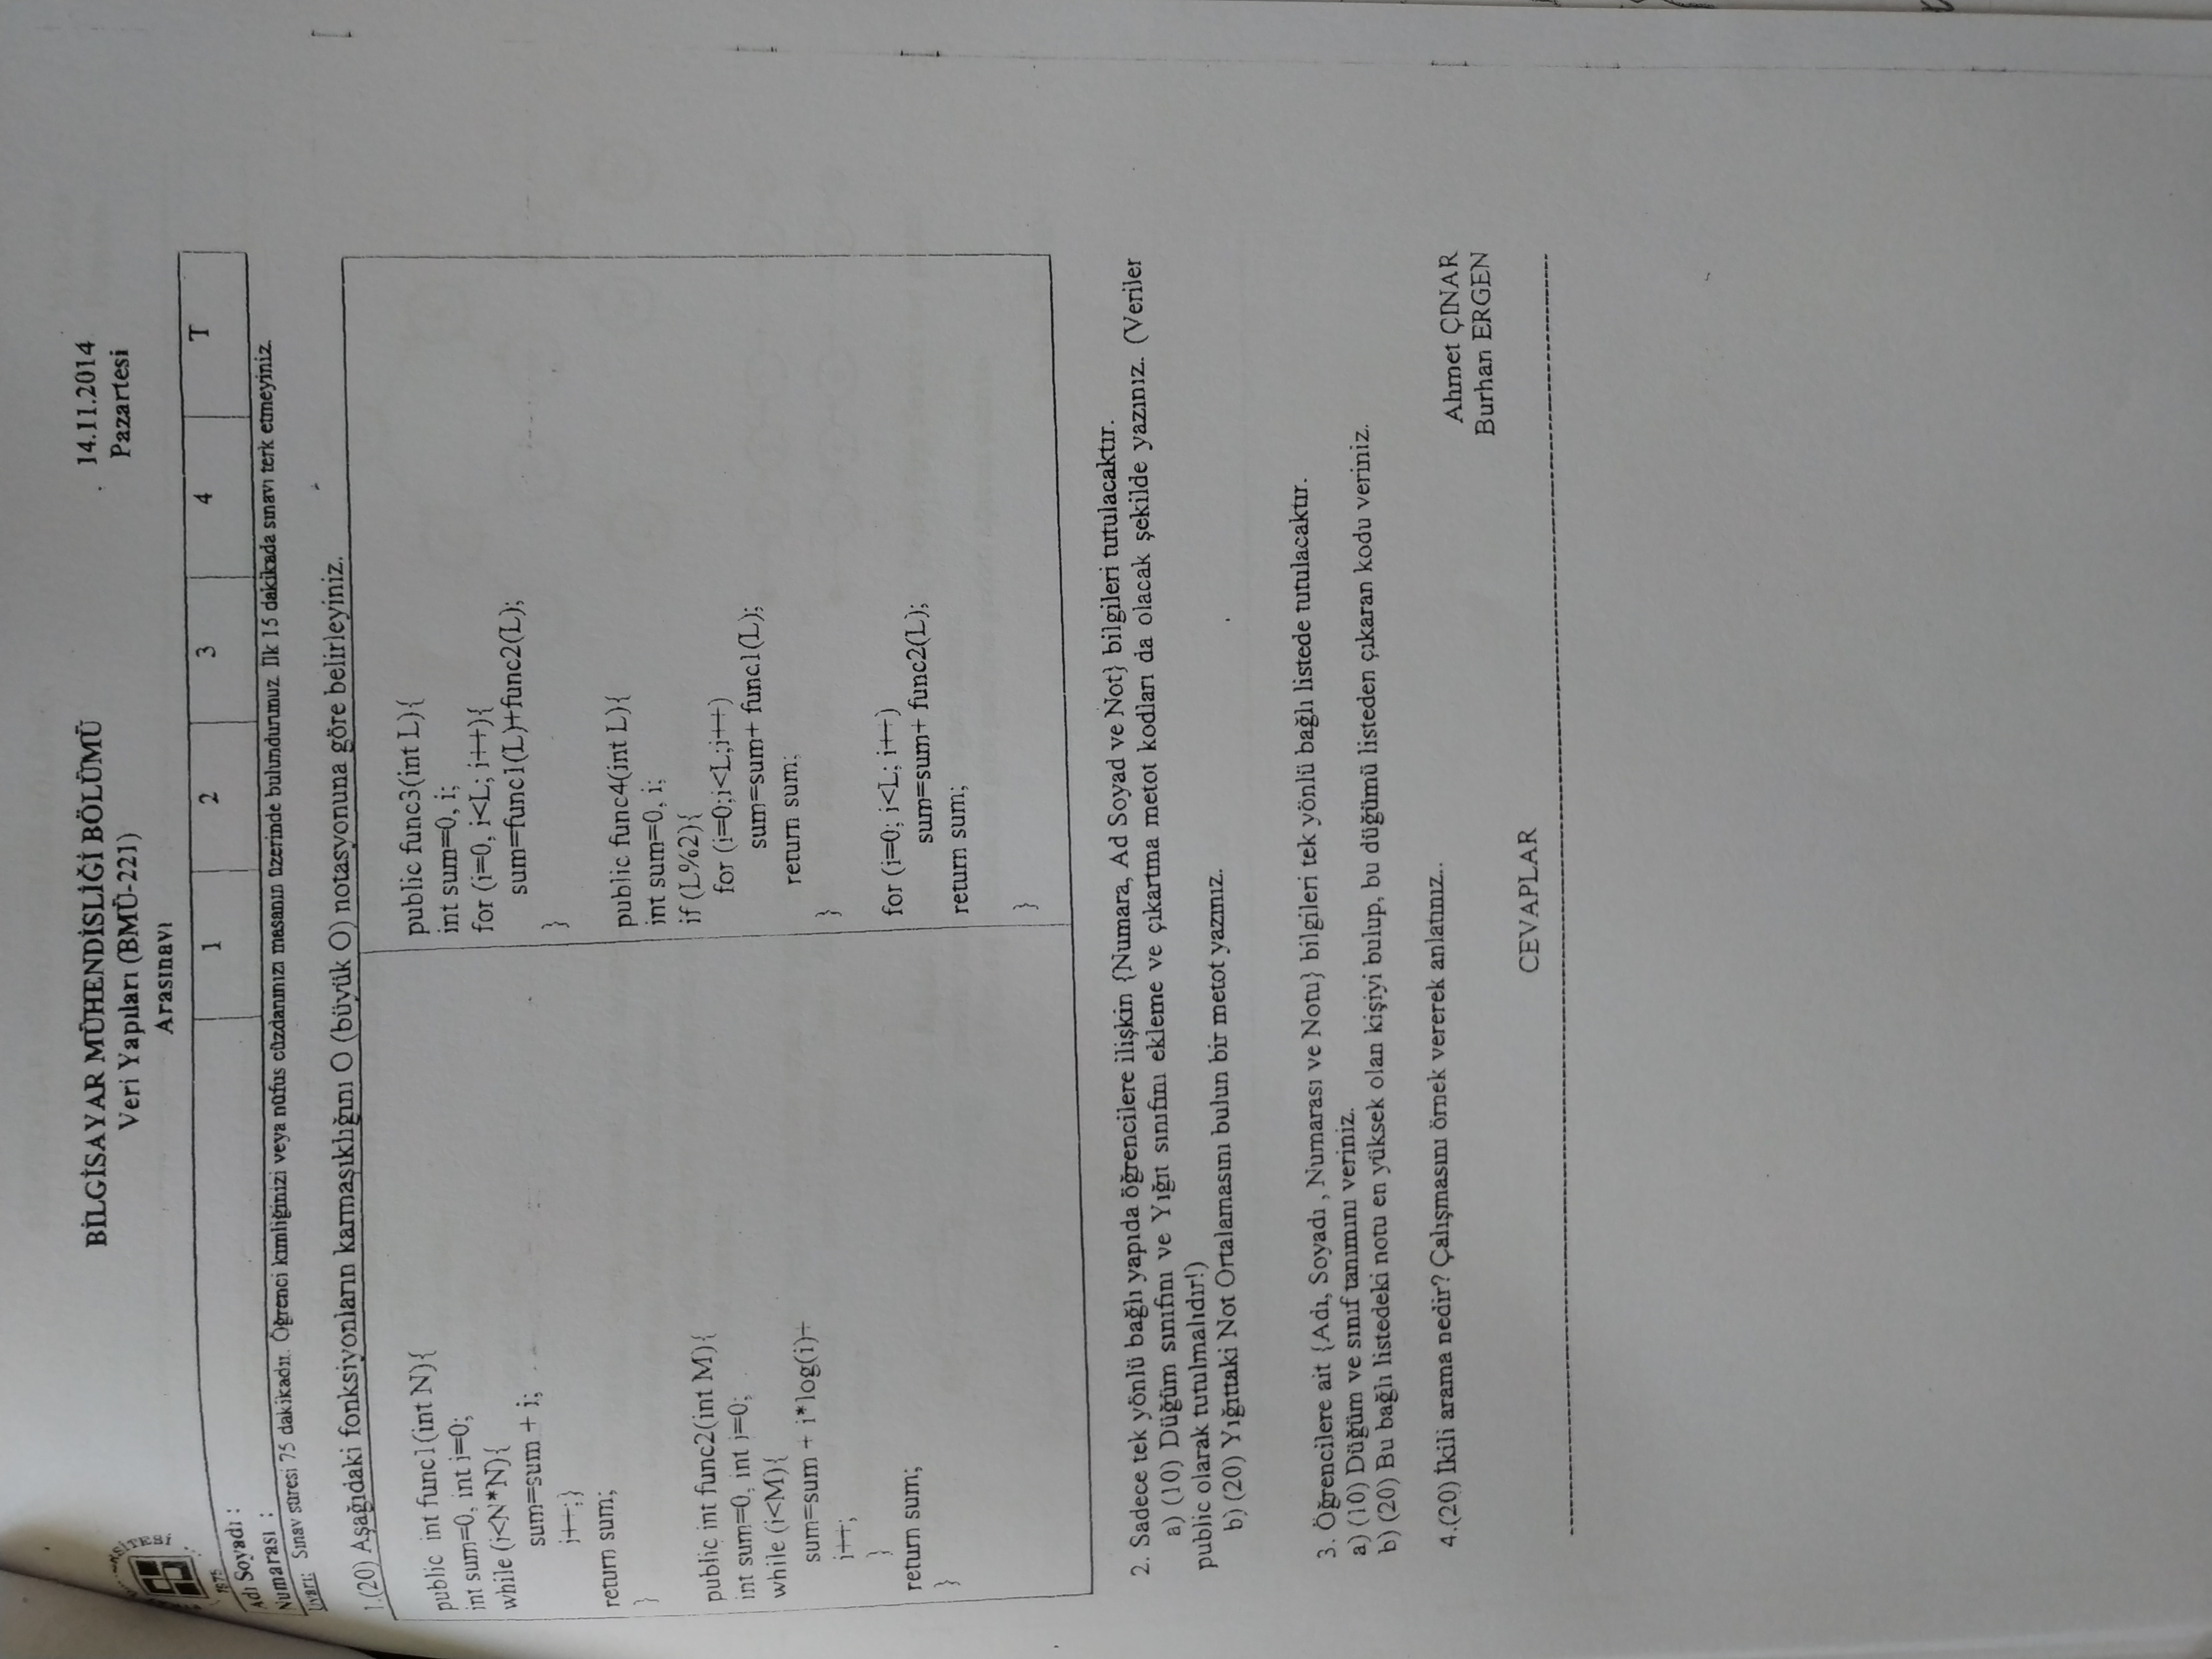 BİLGİSAYAR MÜHENDİSLİĞİ BÖLÜMÜ
Veri Yapıları (BMÜ-221)
Arasınavı
14.11.2014
Pazartesi
1975
Adı Soyadı :
Numarası :
1 2 3 4 T
Uyarı: Sınav süresi 75 dakikadır. Öğrenci kimliğinizi veya nüfus cüzdanınızı masanın üzerinde bulundurunuz. İlk 15 dakikada sınavı terk etmeyiniz.
1.(20) Aşağıdaki fonksiyonların karmaşıklığını O (büyük O) notasyonuna göre belirleyiniz.
public int func1(int N){
int sum=0, int i=0;
while (i<N*N){
sum=sum + i;
i++;}
return sum;
}
public int func2(int M){
int sum=0, int i=0;
while (i<M){
sum=sum + i*log(i)+
i++;
}
return sum;
}
public func3(int L){
int sum=0, i;
for (i=0, i<L; i++){
sum=func1(L)+func2(L);
}
public func4(int L){
int sum=0, i;
if (L%2){
for (i=0;i<L;i++)
sum=sum+ func1(L);
return sum;
}
for (i=0; i<L; i++)
sum=sum+ func2(L);
return sum;
}
2. Sadece tek yönlü bağlı yapıda öğrencilere ilişkin {Numara, Ad Soyad ve Not} bilgileri tutulacaktır.
a) (10) Düğüm sınıfını ve Yığıt sınıfını ekleme ve çıkartma metot kodları da olacak şekilde yazınız. (Veriler
public olarak tutulmalıdır!)
b) (20) Yığıttaki Not Ortalamasını bulun bir metot yazınız.
3. Öğrencilere ait {Adı, Soyadı , Numarası ve Notu} bilgileri tek yönlü bağlı listede tutulacaktır.
a) (10) Düğüm ve sınıf tanımını veriniz.
b) (20) Bu bağlı listedeki notu en yüksek olan kişiyi bulup, bu düğümü listeden çıkaran kodu veriniz.
4.(20) İkili arama nedir? Çalışmasını örnek vererek anlatınız..
Ahmet ÇINAR
Burhan ERGEN
CEVAPLAR